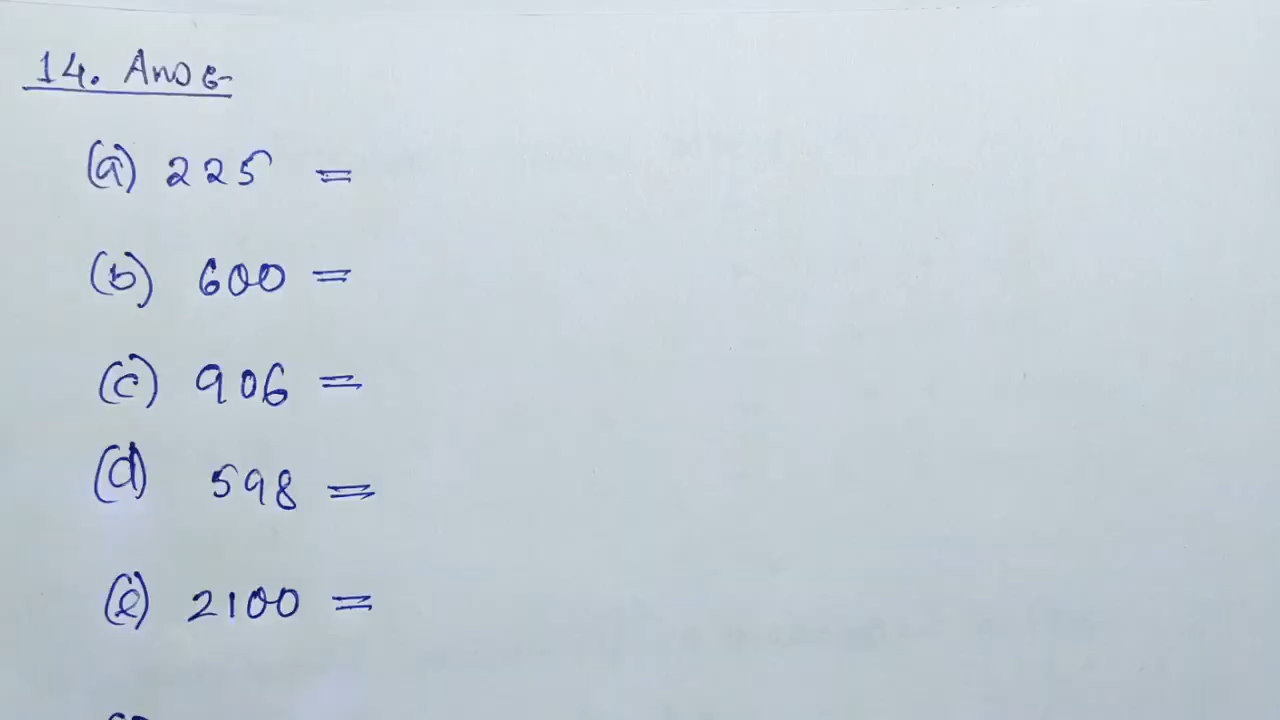 14. Ans-
(a) 225 =
(b) 600 =
(c) 906 =
(d) 598 =
(e) 2100 =